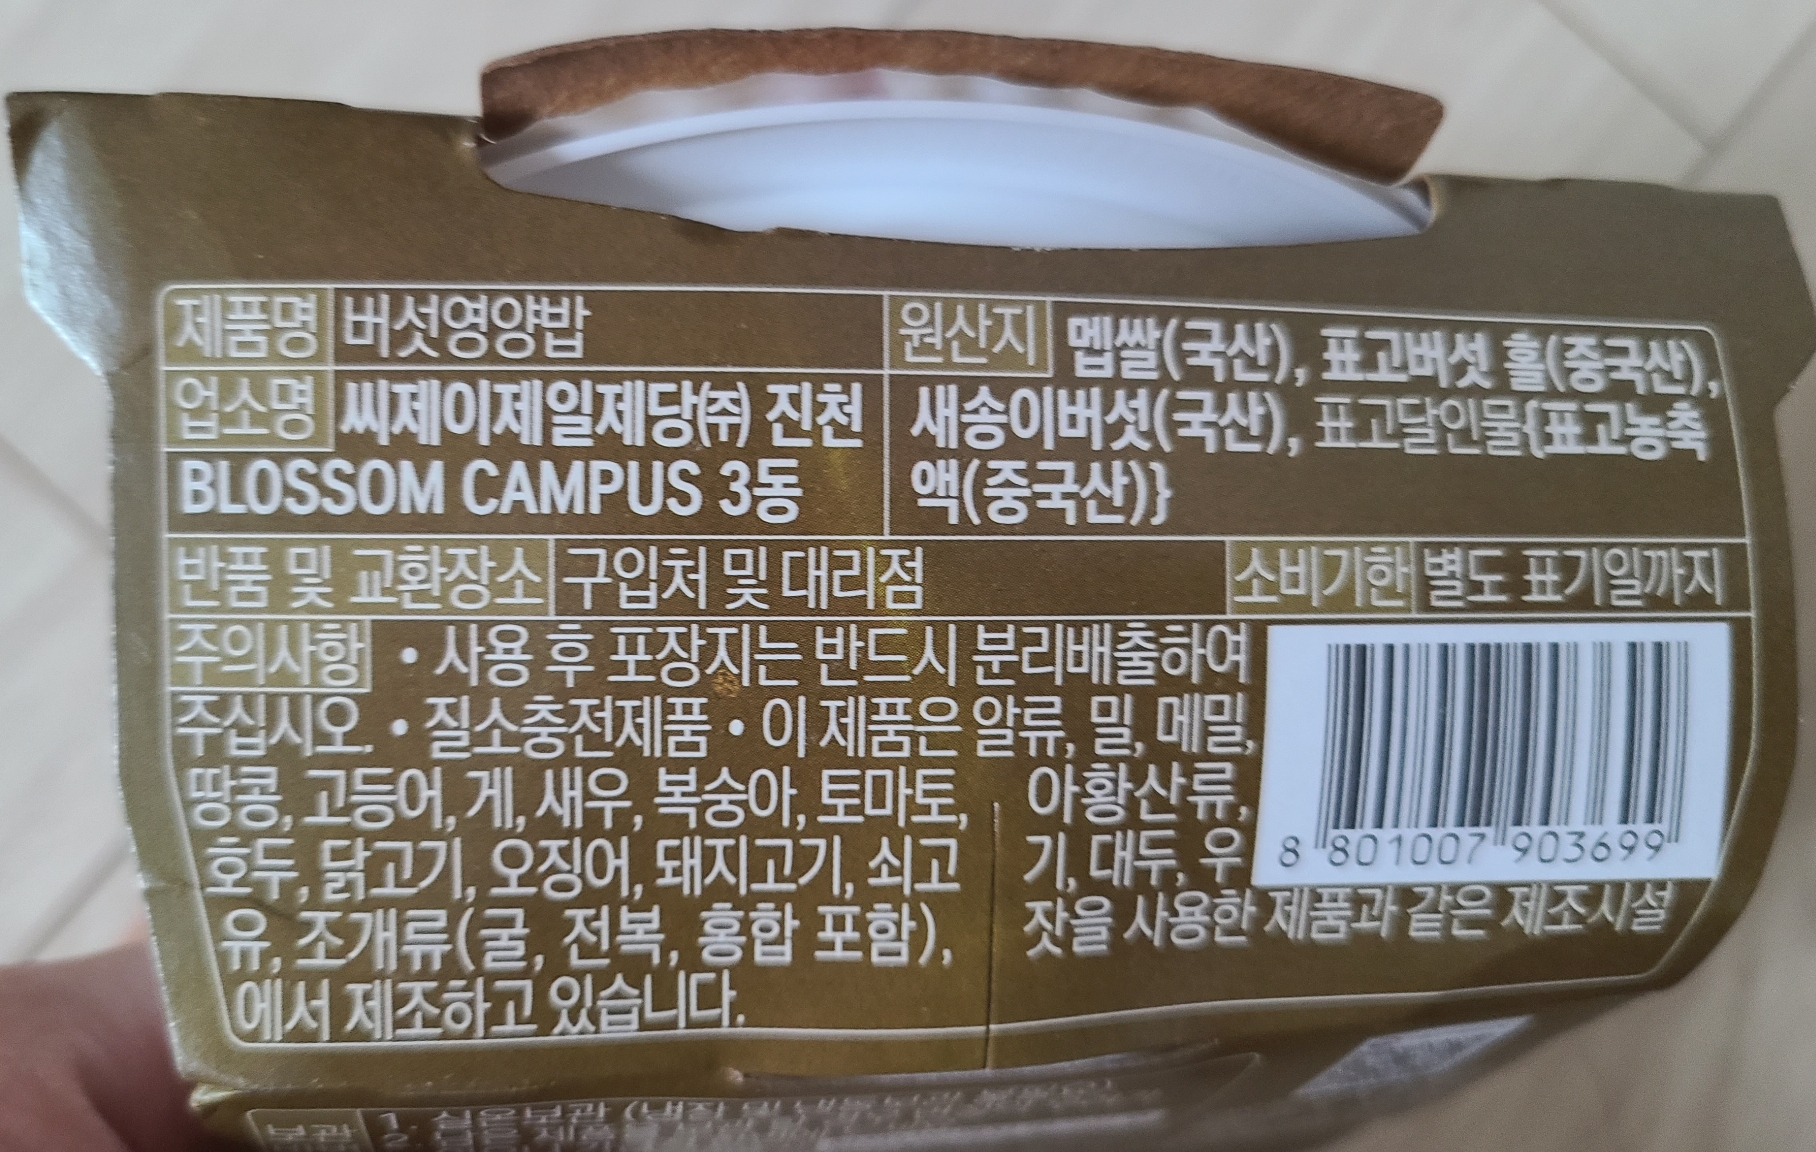 제품명 버섯영양밥
업소명 씨제이제일제당㈜ 진천
BLOSSOM CAMPUS 3동
원산지 멥쌀(국산), 표고버섯 홀(중국산),
새송이버섯(국산), 표고달인물{표고농축
액(중국산)}
반품 및 교환장소 구입처 및 대리점 소비기한 별도 표기일까지
주의사항 • 사용 후 포장지는 반드시 분리배출하여
주십시오. • 질소충전제품 • 이 제품은 알류, 밀, 메밀,
땅콩, 고등어, 게, 새우, 복숭아, 토마토, 아황산류,
호두, 닭고기, 오징어, 돼지고기, 쇠고기, 대두, 우
유, 조개류(굴, 전복, 홍합 포함), 잣을 사용한 제품과 같은 제조시설
에서 제조하고 있습니다.
8 801007 903699
보관 1. 실온보관
2.